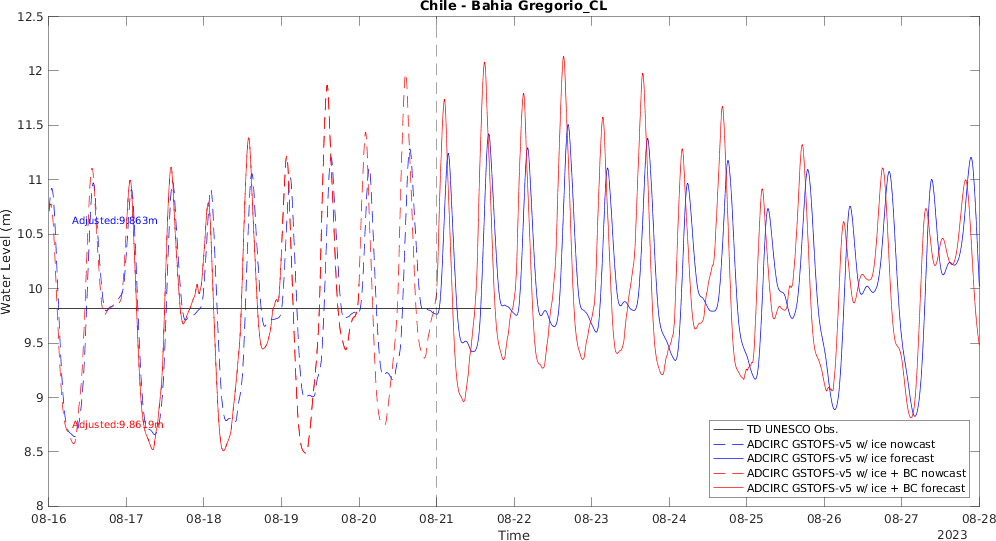 Chile - Bahia Gregorio_CL
12.5
12
11.5
11
10.5
10
9.5
9
8.5
8
Water Level (m)
Adjusted:9.863m
Adjusted:9.8619m
TD UNESCO Obs.
ADCIRC GSTOFS-v5 w/ ice nowcast
ADCIRC GSTOFS-v5 w/ ice forecast
ADCIRC GSTOFS-v5 w/ ice + BC nowcast
ADCIRC GSTOFS-v5 w/ ice + BC forecast
08-16 08-17 08-18 08-19 08-20 08-21 08-22 08-23 08-24 08-25 08-26 08-27 08-28
Time
2023